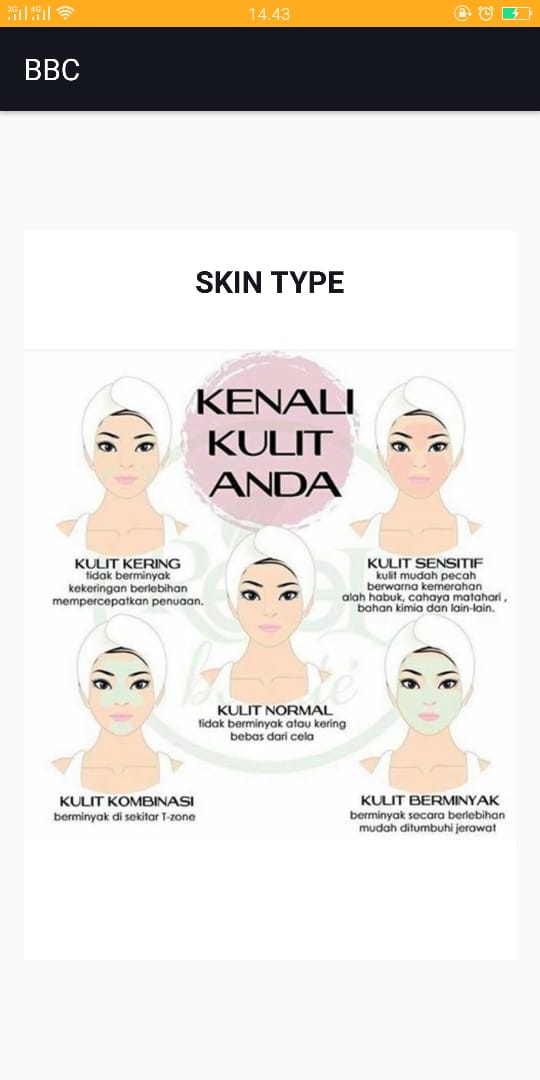 3G 4G 14.43
BBC
SKIN TYPE
KENALI
KULIT
ANDA
KULIT KERING
tidak berminyak
kekeringan berlebihan
mempercepatkan penuaan.
KULIT SENSITIF
kulit mudah pecah
berwarna kemerahan
alah habuk, cahaya matahari ,
bahan kimia dan lain-lain.
KULIT NORMAL
tidak berminyak atau kering
bebas dari cela
KULIT KOMBINASI
berminyak di sekitar T-zone
KULIT BERMINYAK
berminyak secara berlebihan
mudah ditumbuhi jerawat